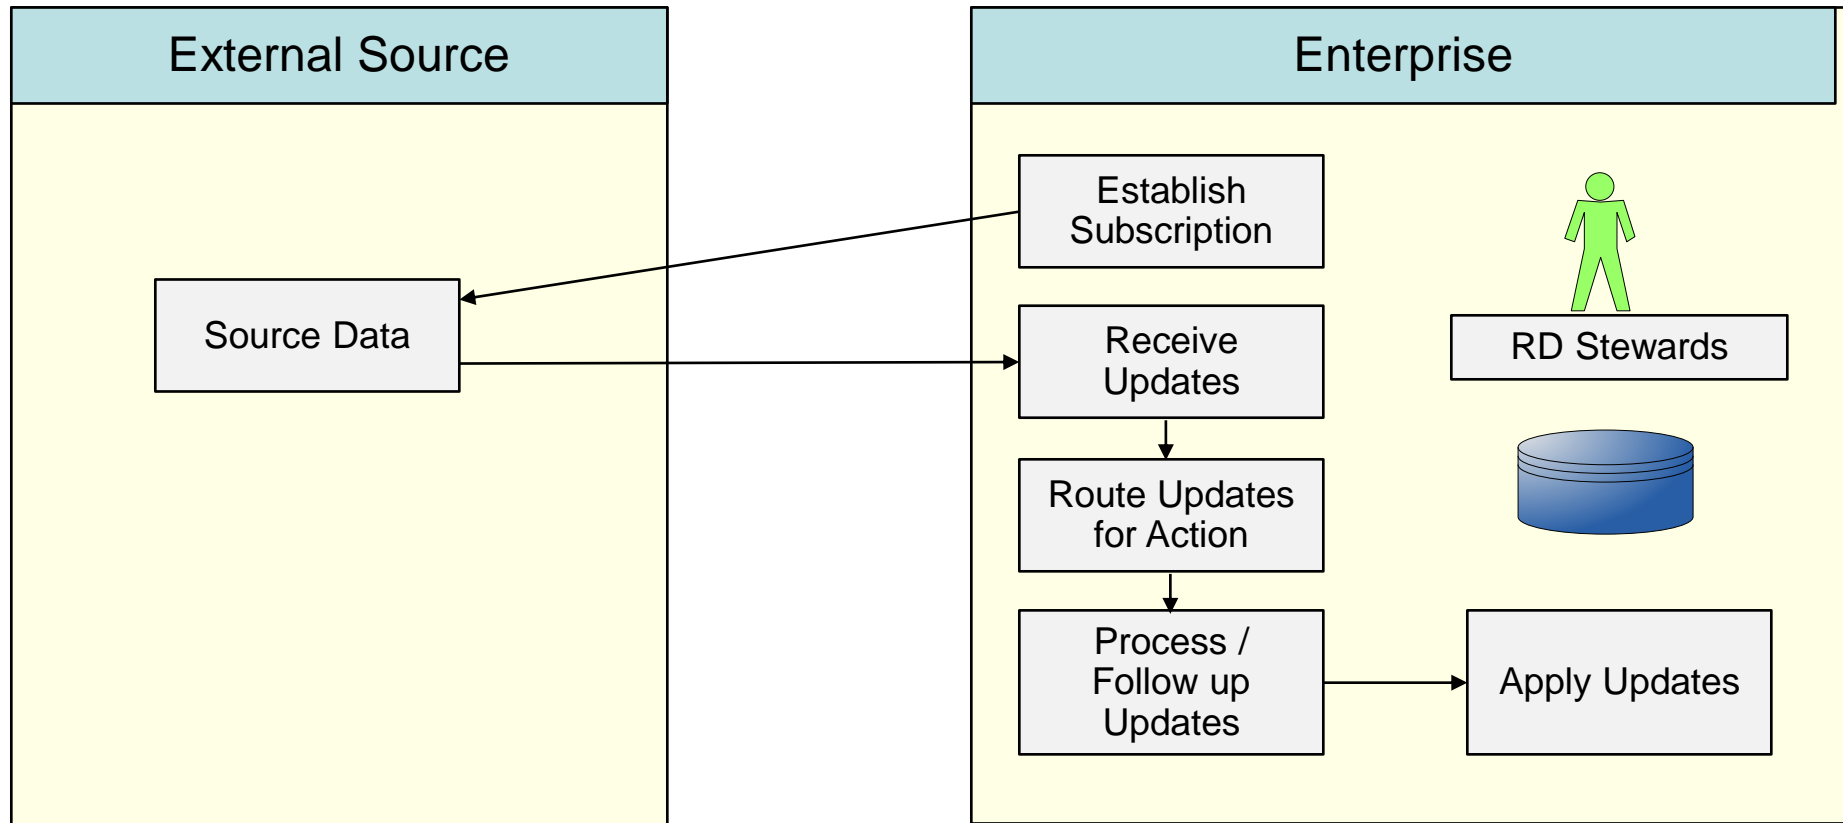 External Source
Enterprise
Establish
Subscription
Source Data
Receive
Updates
RD Stewards
Route Updates
for Action
Process /
Follow up
Updates
Apply Updates